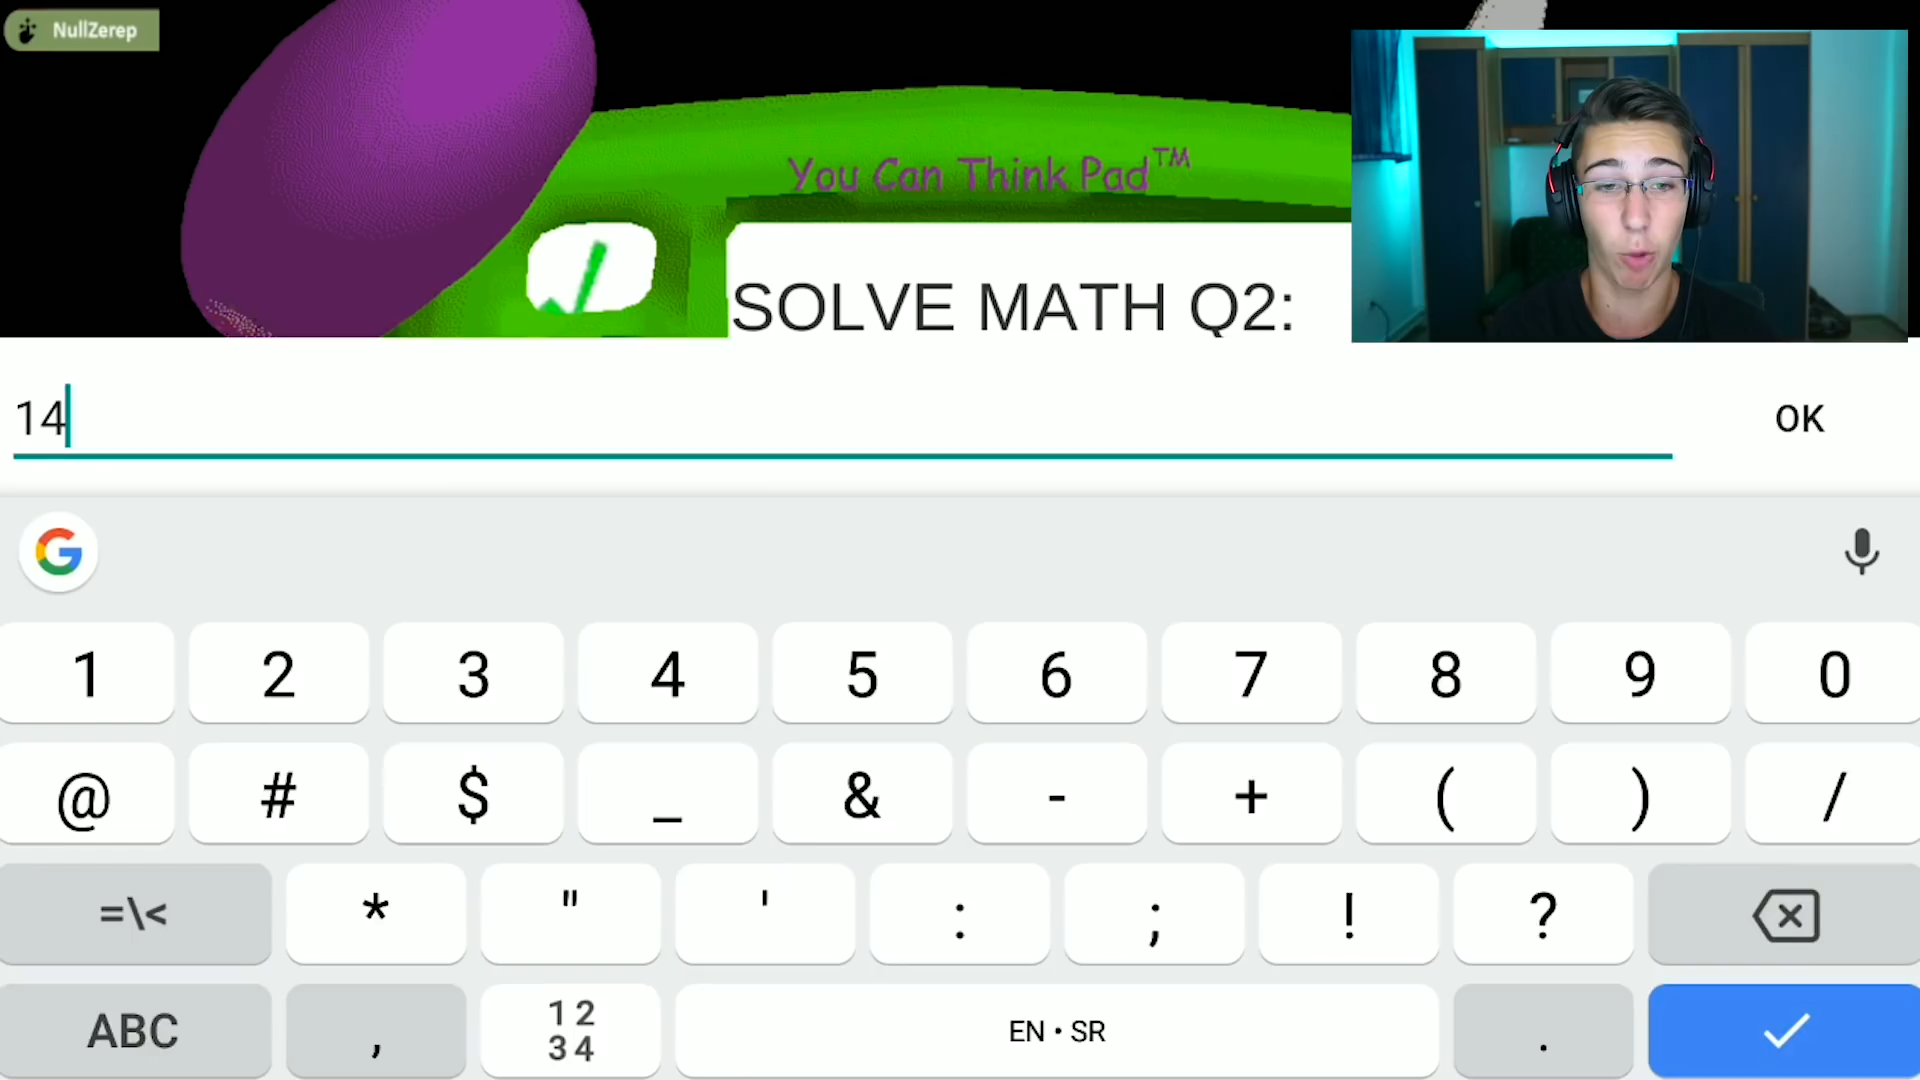 NullZerep
You Can Think Pad™
SOLVE MATH Q2:
14
OK
G
1 2 3 4 5 6 7 8 9 0
@ # $ _ & - + ( ) /
=\< * " ' : ; ! ?
ABC , 1 2 3 4 EN • SR .